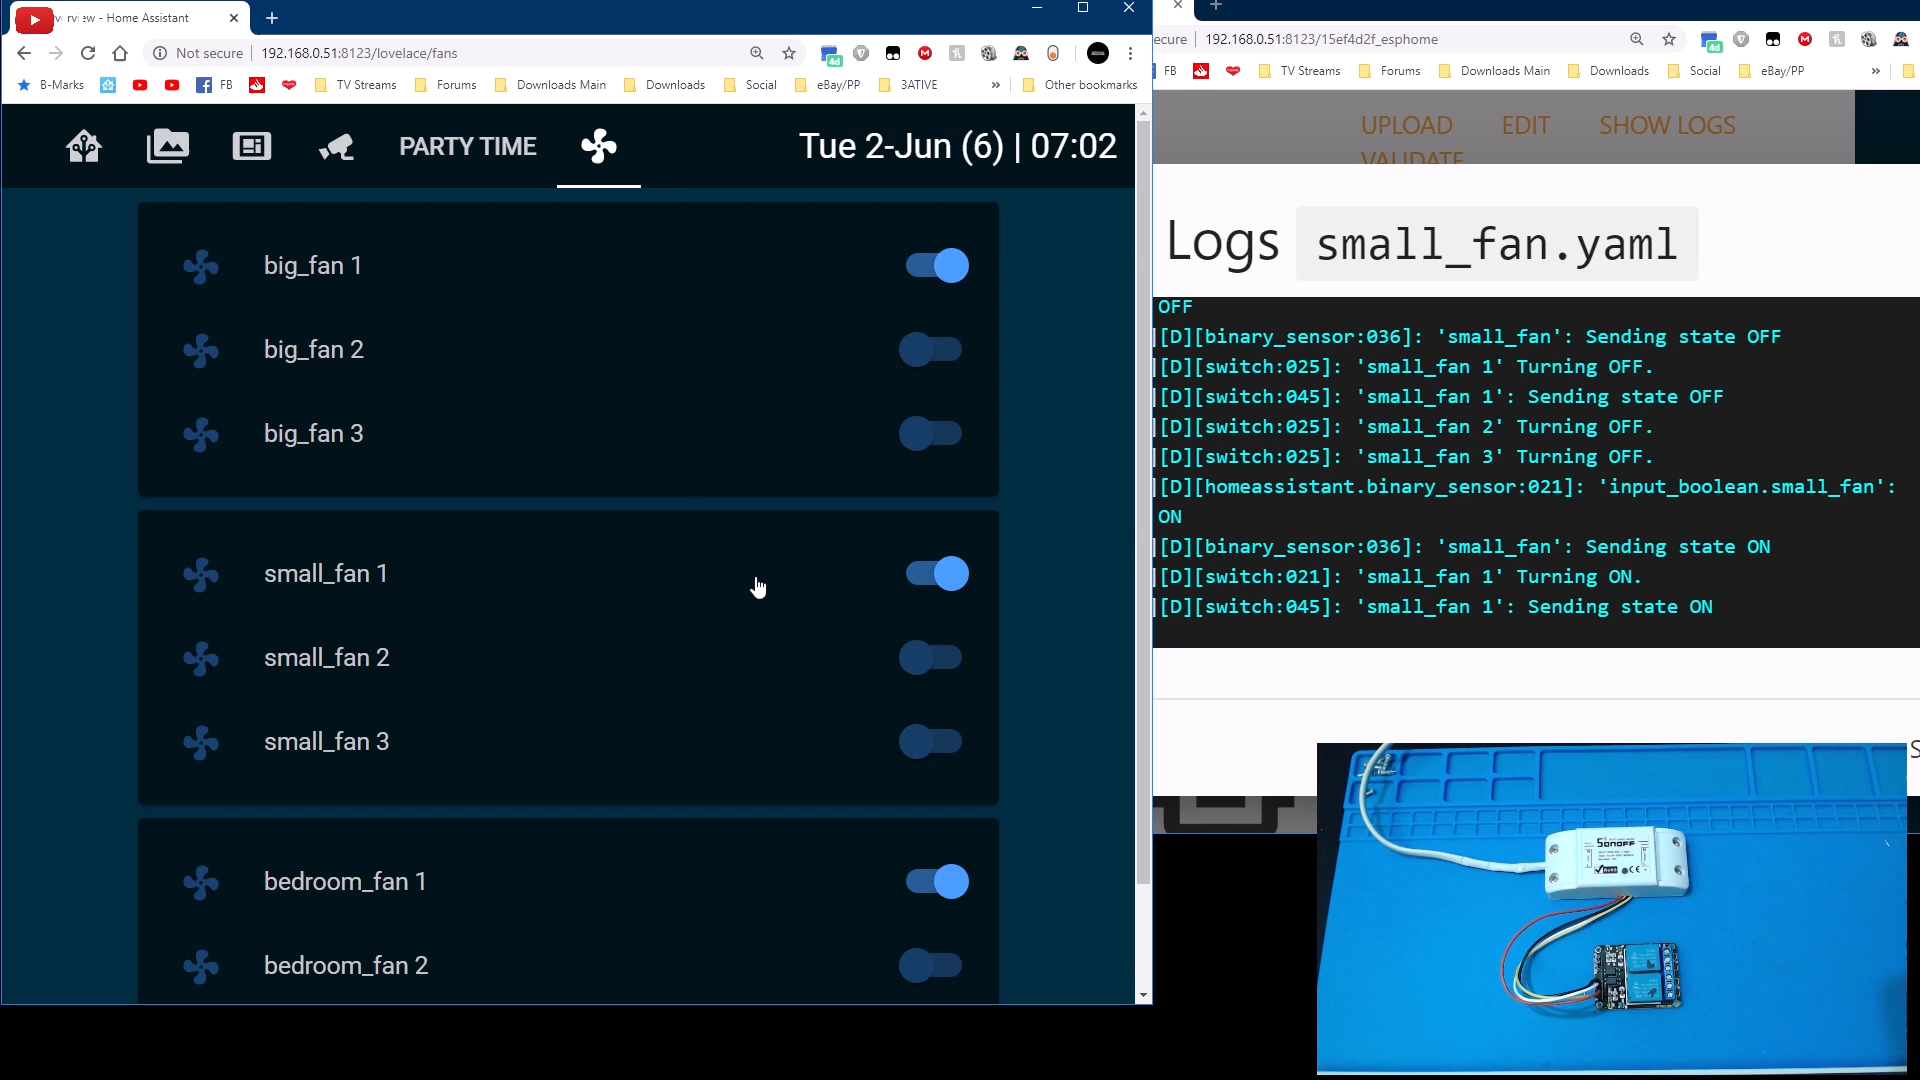 view - Home Assistant
Not secure
192.168.0.51:8123/lovelace/fans
4d
B-Marks
FB
TV Streams
Forums
Downloads Main
Downloads
Social
eBay/PP
3ATIVE
»
Other bookmarks
PARTY TIME
Tue 2-Jun (6) | 07:02
big_fan 1
big_fan 2
big_fan 3
small_fan 1
small_fan 2
small_fan 3
bedroom_fan 1
bedroom_fan 2
ecure
192.168.0.51:8123/15ef4d2f_esphome
4d
FB
TV Streams
Forums
Downloads Main
Downloads
Social
eBay/PP
»
UPLOAD
EDIT
SHOW LOGS
VALIDATE
Logs small_fan.yaml
OFF
[D][binary_sensor:036]: 'small_fan': Sending state OFF
[D][switch:025]: 'small_fan 1' Turning OFF.
[D][switch:045]: 'small_fan 1': Sending state OFF
[D][switch:025]: 'small_fan 2' Turning OFF.
[D][switch:025]: 'small_fan 3' Turning OFF.
[D][homeassistant.binary_sensor:021]: 'input_boolean.small_fan':
ON
[D][binary_sensor:036]: 'small_fan': Sending state ON
[D][switch:021]: 'small_fan 1' Turning ON.
[D][switch:045]: 'small_fan 1': Sending state ON
S
SONOFF